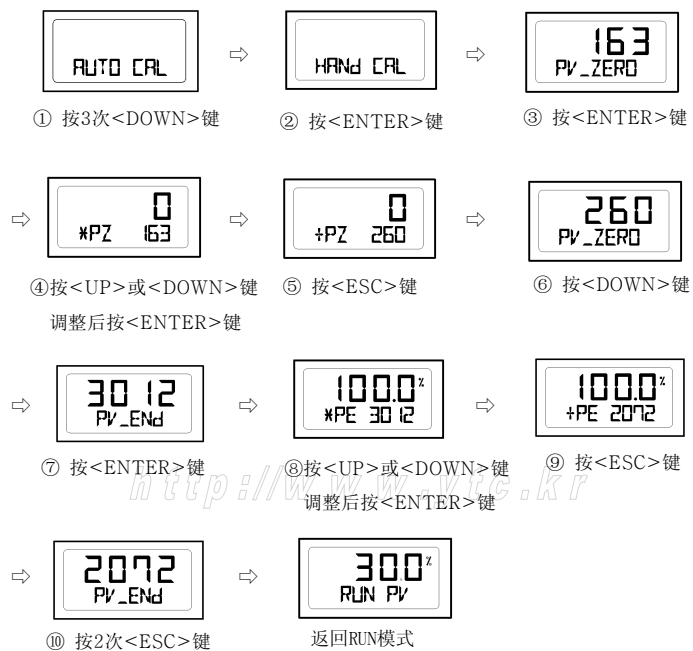 AUTO CAL
HANd CAL
163
PV_ZERO
① 按3次<DOWN>键
② 按<ENTER>键
③ 按<ENTER>键
0
*PZ 163
0
÷PZ 260
260
PV_ZERO
④按<UP>或<DOWN>键
调整后按<ENTER>键
⑤ 按<ESC>键
⑥ 按<DOWN>键
3012
PV_ENd
100.0%
*PE 3012
100.0%
÷PE 2072
⑦ 按<ENTER>键
⑧按<UP>或<DOWN>键
调整后按<ENTER>键
⑨ 按<ESC>键
http://www.ytc.kr
2072
PV_ENd
30.0%
RUN PV
⑩ 按2次<ESC>键
返回RUN模式